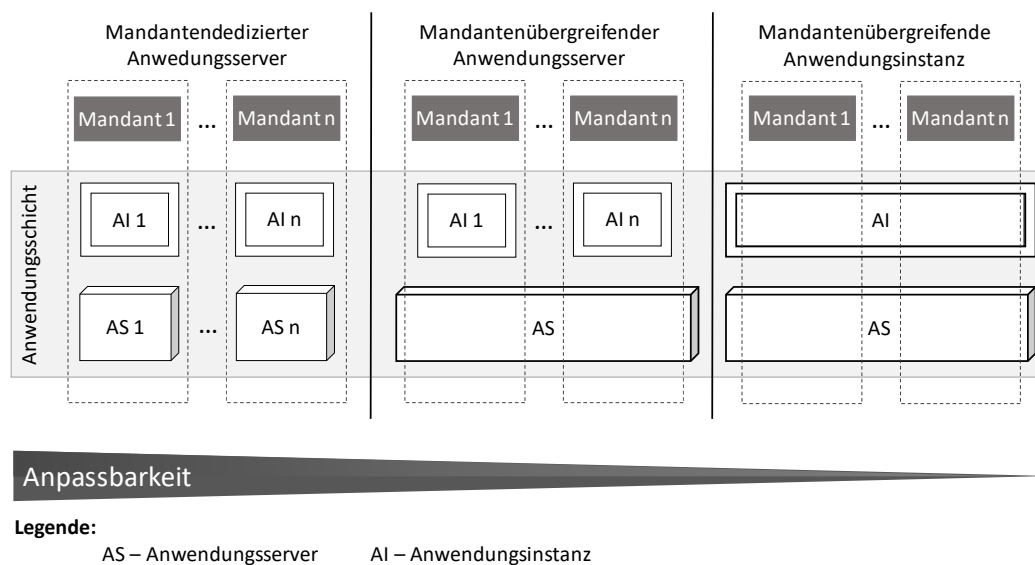 Mandantendedizierter
Anwedungsserver
Mandantenübergreifender
Anwendungsserver
Mandantenübergreifende
Anwendungsinstanz
Mandant 1 ... Mandant n
Mandant 1 ... Mandant n
Mandant 1 ... Mandant n
Anwendungsschicht
AI 1 ... AI n
AI 1 ... AI n
AI
AS 1 ... AS n
AS
AS
Anpassbarkeit
Legende:
AS – Anwendungsserver AI – Anwendungsinstanz